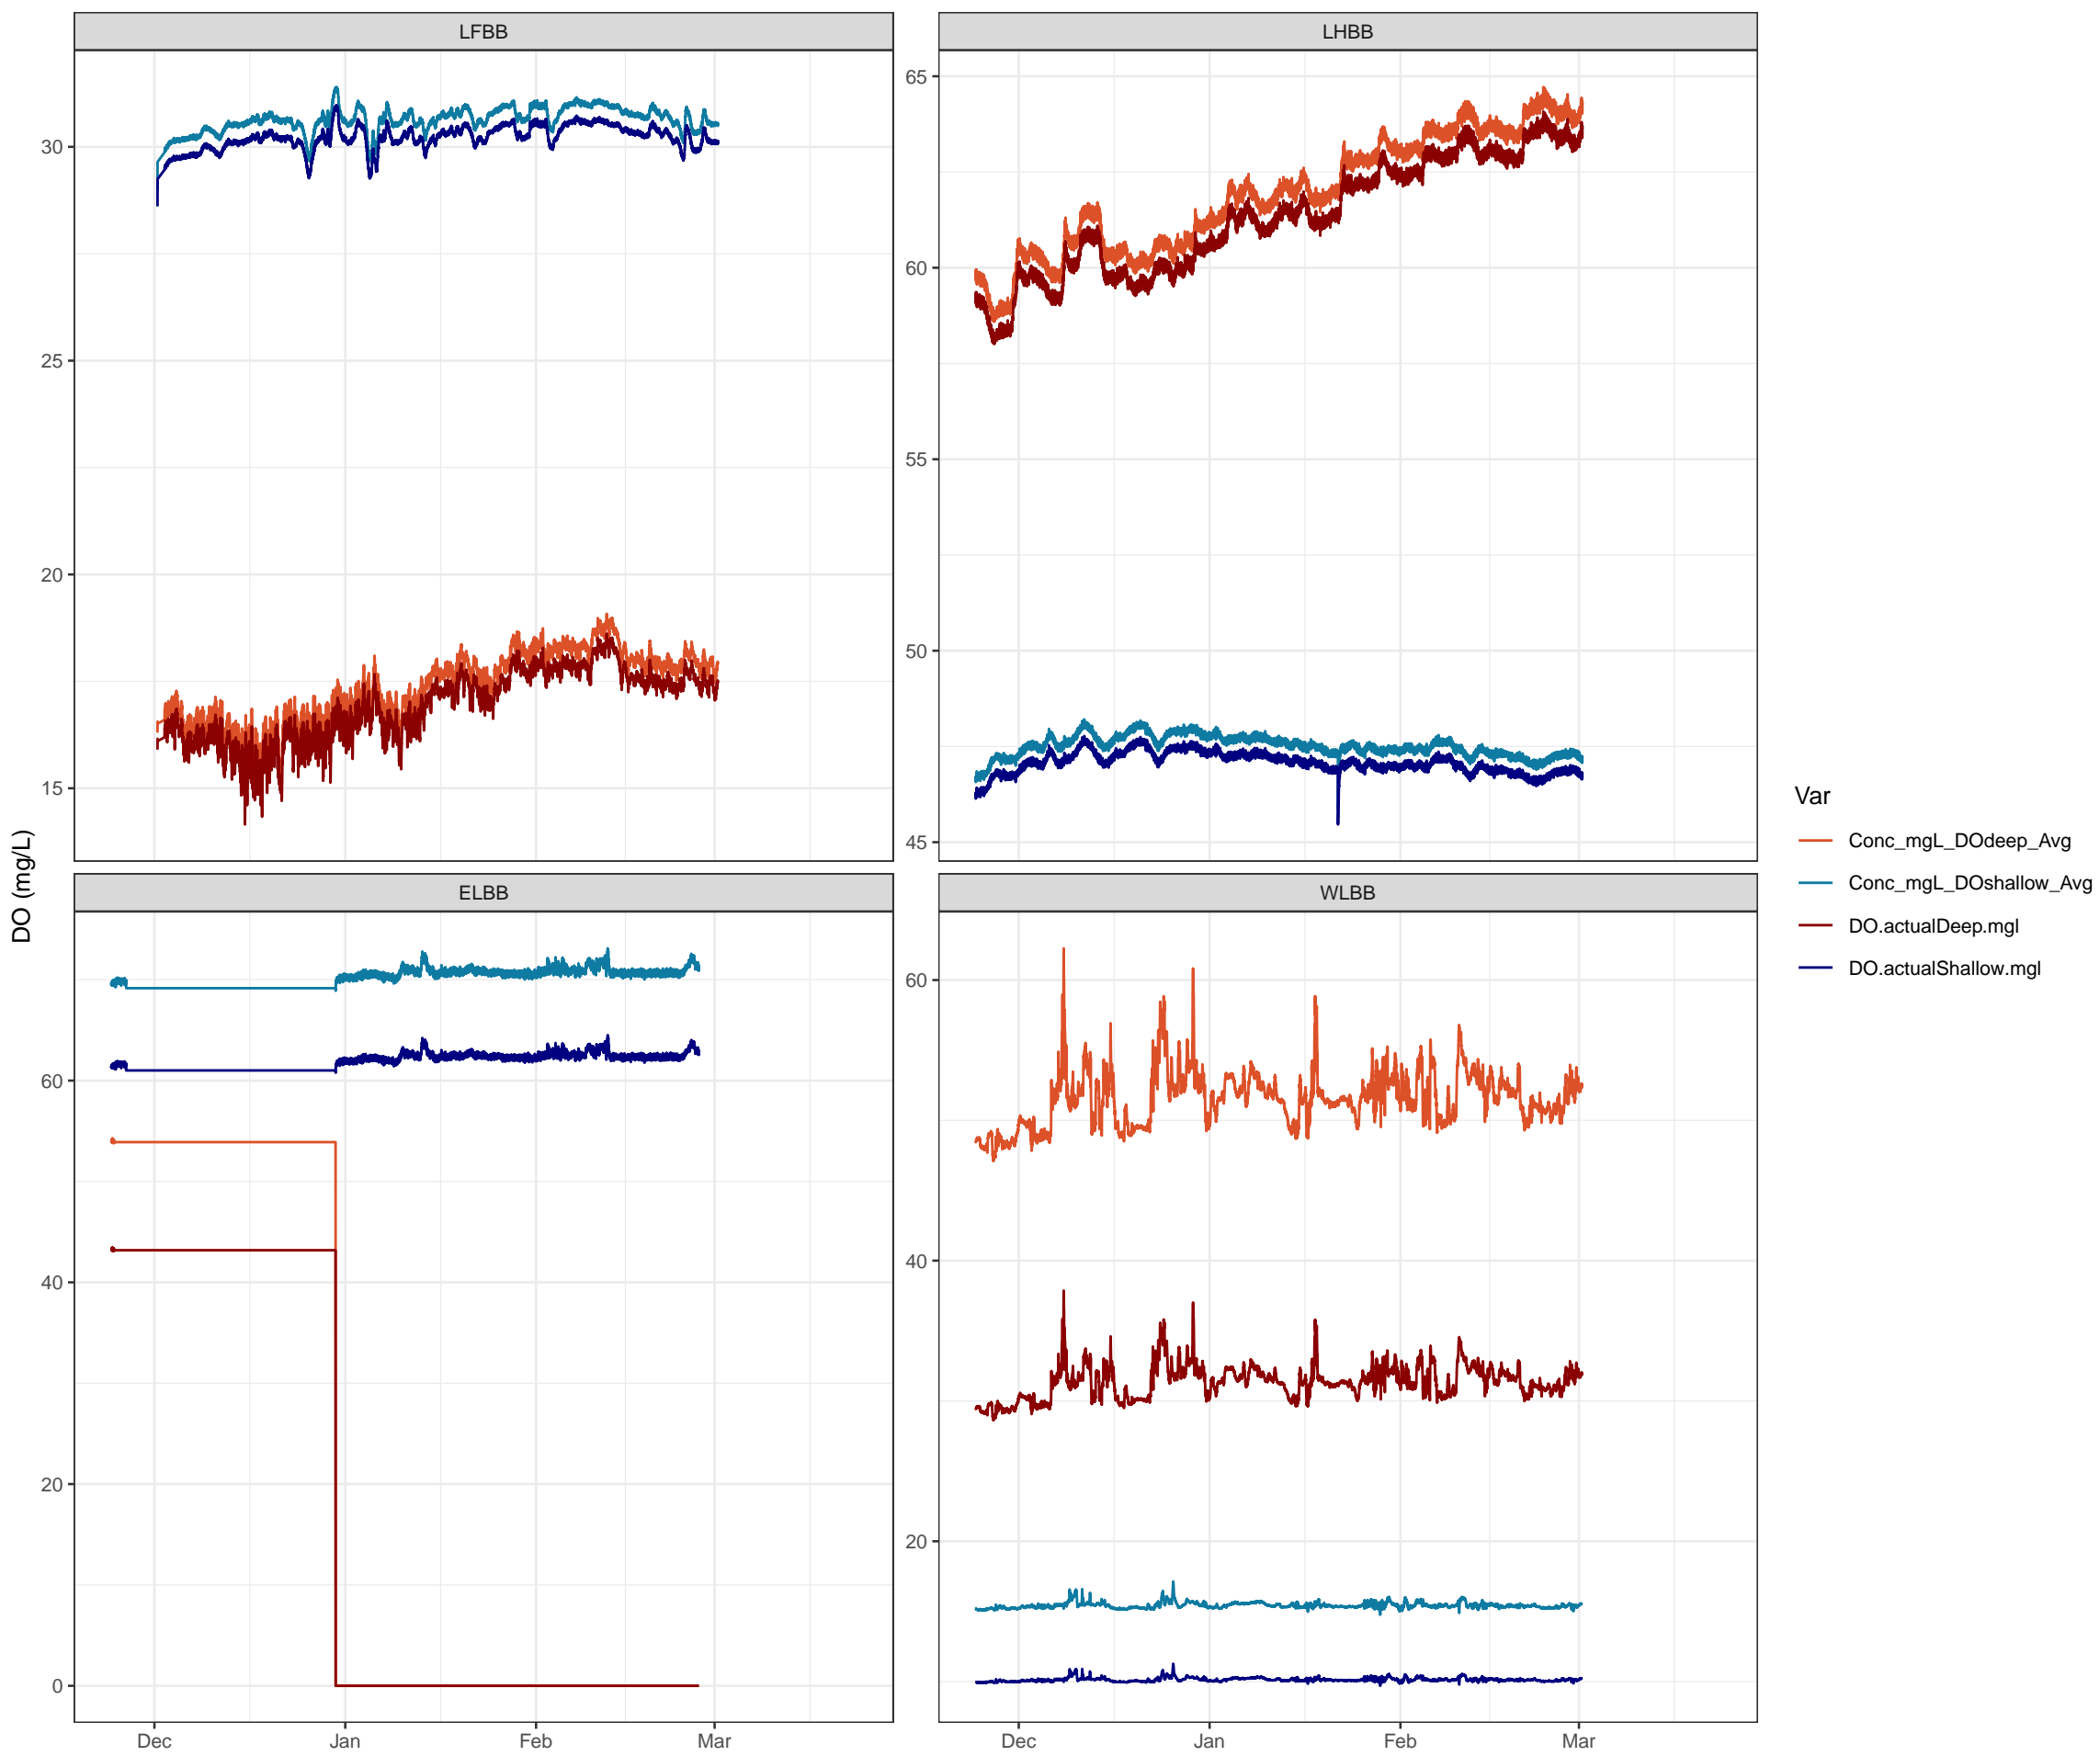 LFBB
LHBB
30
25
20
15
65
60
55
50
45
DO (mg/L)
ELBB
WLBB
60
40
20
0
60
40
20
Dec
Jan
Feb
Mar
Dec
Jan
Feb
Mar
Var
Conc_mgL_DOdeep_Avg
Conc_mgL_DOshallow_Avg
DO.actualDeep.mgl
DO.actualShallow.mgl